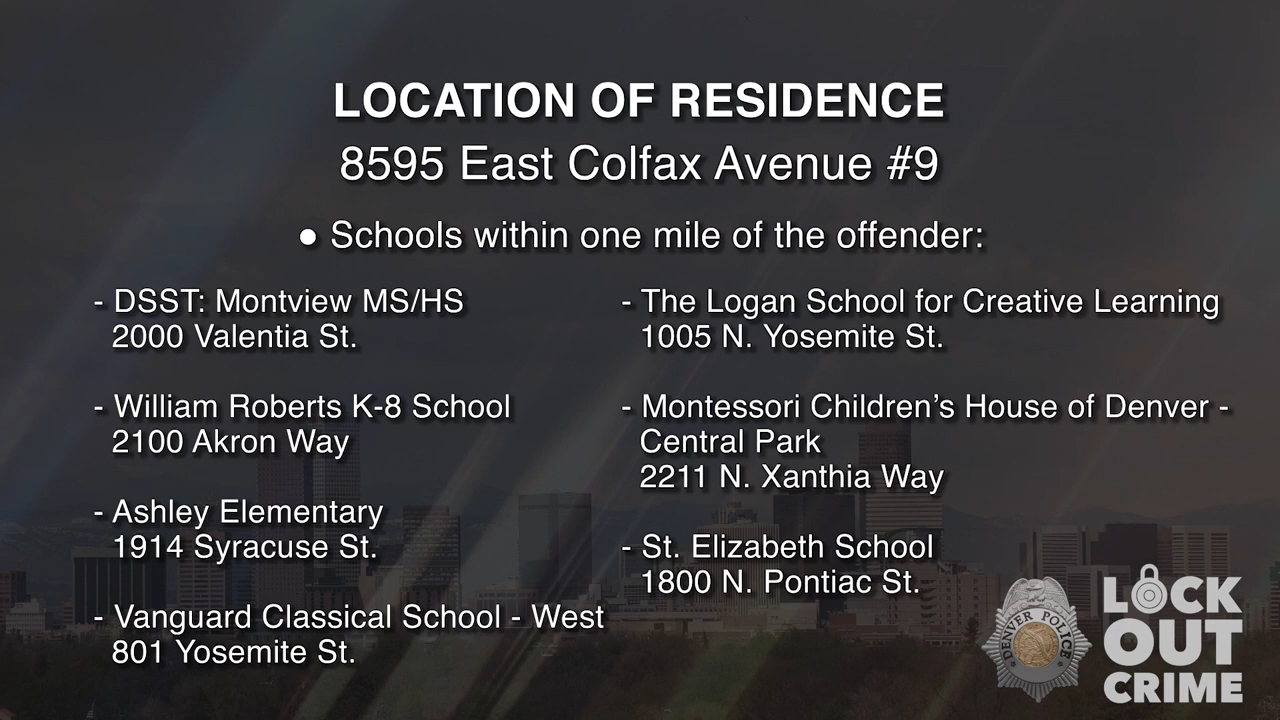 LOCATION OF RESIDENCE
8595 East Colfax Avenue #9
● Schools within one mile of the offender:
- DSST: Montview MS/HS
2000 Valentia St.
- William Roberts K-8 School
2100 Akron Way
- Ashley Elementary
1914 Syracuse St.
- Vanguard Classical School - West
801 Yosemite St.
- The Logan School for Creative Learning
1005 N. Yosemite St.
- Montessori Children’s House of Denver -
Central Park
2211 N. Xanthia Way
- St. Elizabeth School
1800 N. Pontiac St.
DENVER POLICE
LOCK
OUT
CRIME